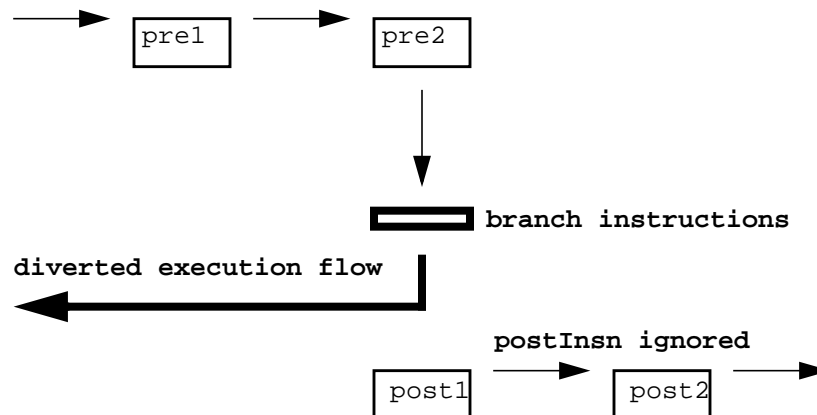 pre1
pre2
branch instructions
diverted execution flow
postInsn ignored
post1
post2